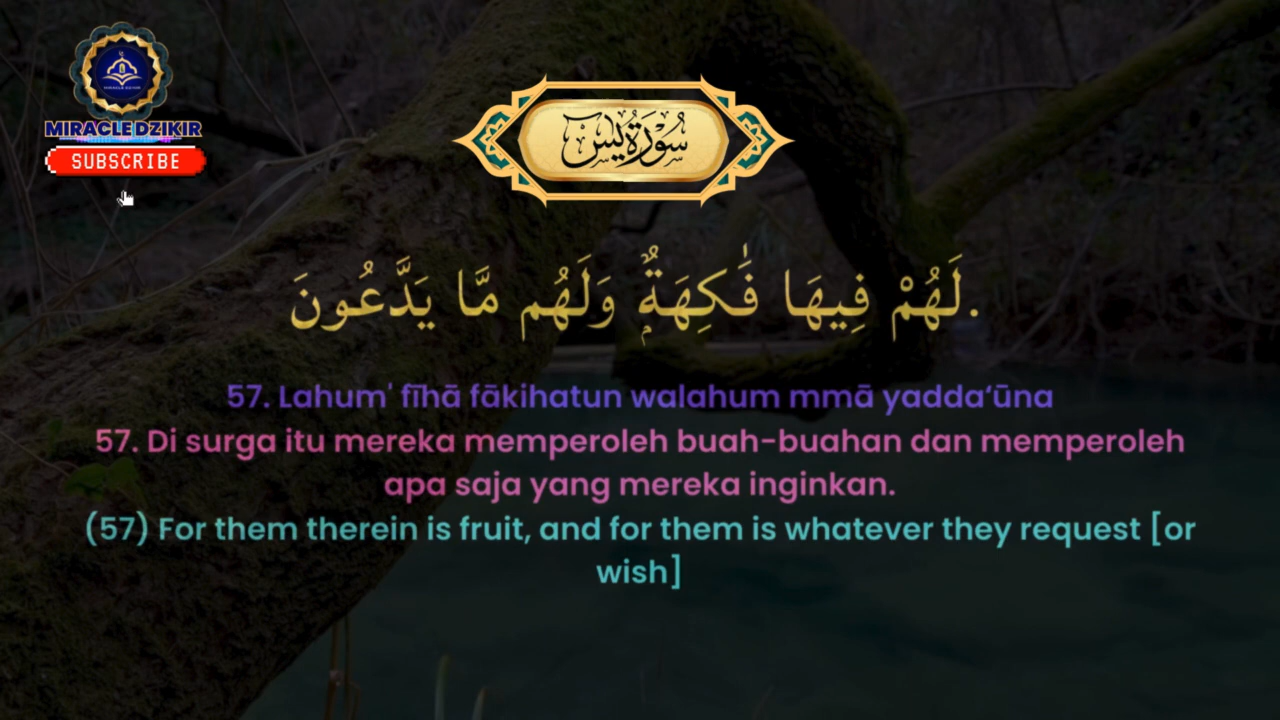 MIRACLEDZIKIR
SUBSCRIBE
سُورَةُ يس
.لَهُمْ فِيهَا فَٰكِهَةٌۭ وَلَهُم مَّا يَدَّعُونَ
57. Lahum' fīhā fākihatun walahum mmā yadda‘ūna
57. Di surga itu mereka memperoleh buah-buahan dan memperoleh
apa saja yang mereka inginkan.
(57) For them therein is fruit, and for them is whatever they request [or
wish]